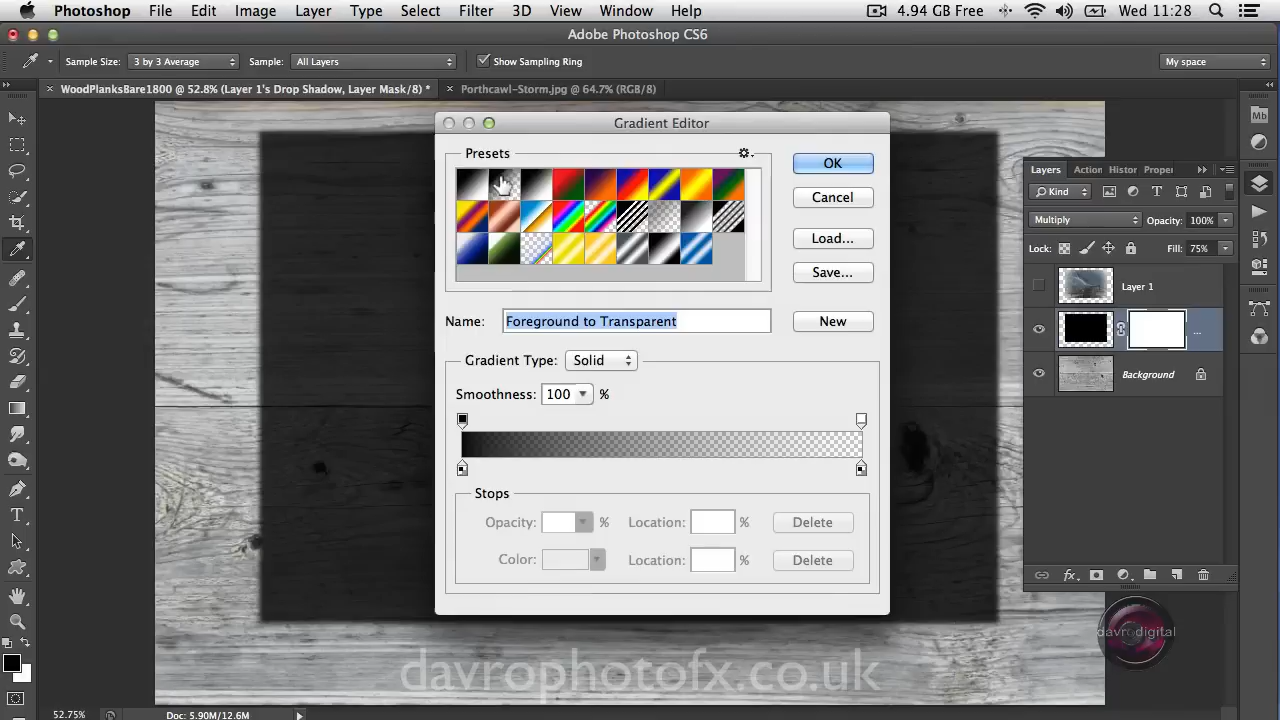 Photoshop File Edit Image Layer Type Select Filter 3D View Window Help 4.94 GB Free Wed 11:28
Adobe Photoshop CS6
Sample Size: 3 by 3 Average Sample: All Layers Show Sampling Ring My space
WoodPlanksBare1800 @ 52.8% (Layer 1's Drop Shadow, Layer Mask/8) * Porthcawl-Storm.jpg @ 64.7% (RGB/8)
Mb
Gradient Editor
Presets
OK
Cancel
Load...
Save...
Name: Foreground to Transparent New
Gradient Type: Solid
Smoothness: 100 %
Stops
Opacity: % Location: % Delete
Color: Location: % Delete
Layers Action Histor Proper
Kind
Multiply Opacity: 100%
Lock: Fill: 75%
Layer 1
...
Background
fx
davrodigital
davrophotofx.co.uk
52.75% Doc: 5.90M/12.6M